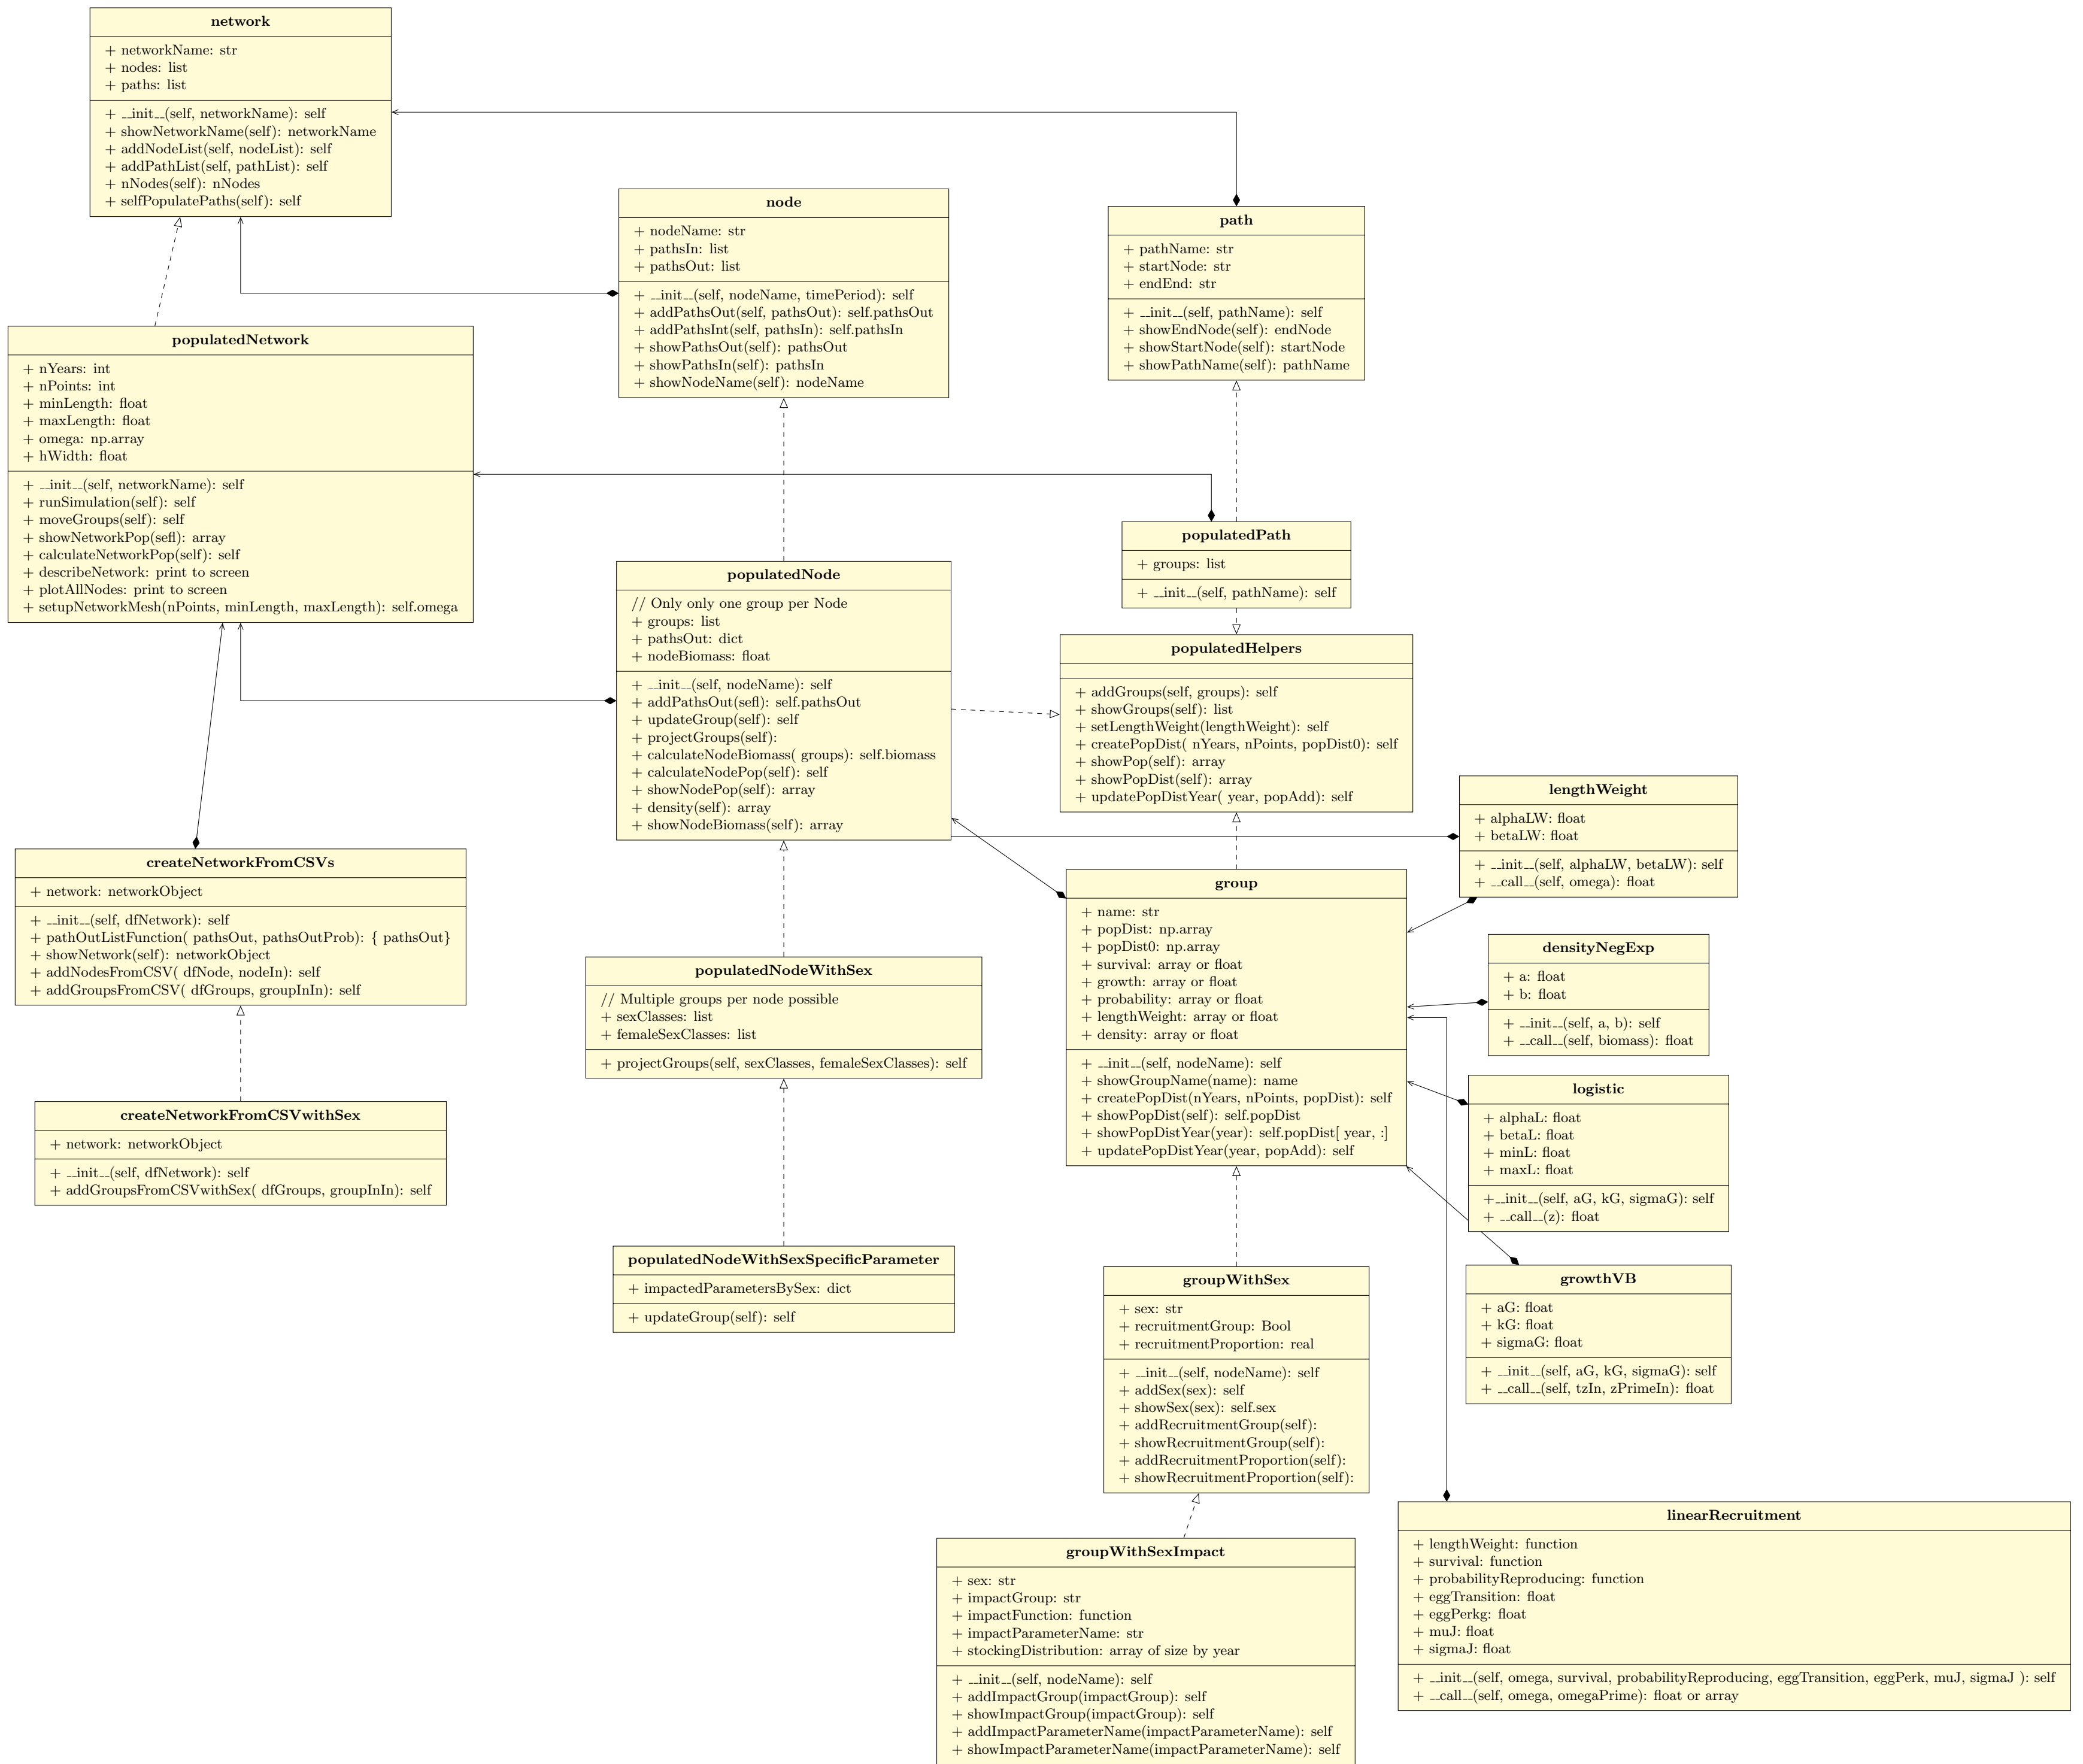 network
+ networkName: str
+ nodes: list
+ paths: list
+ __init__(self, networkName): self
+ showNetworkName(self): networkName
+ addNodeList(self, nodeList): self
+ addPathList(self, pathList): self
+ nNodes(self): nNodes
+ selfPopulatePaths(self): self
node
+ nodeName: str
+ pathsIn: list
+ pathsOut: list
+ __init__(self, nodeName, timePeriod): self
+ addPathsOut(self, pathsOut): self.pathsOut
+ addPathsInt(self, pathsIn): self.pathsIn
+ showPathsOut(self): pathsOut
+ showPathsIn(self): pathsIn
+ showNodeName(self): nodeName
path
+ pathName: str
+ startNode: str
+ endEnd: str
+ __init__(self, pathName): self
+ showEndNode(self): endNode
+ showStartNode(self): startNode
+ showPathName(self): pathName
populatedNetwork
+ nYears: int
+ nPoints: int
+ minLength: float
+ maxLength: float
+ omega: np.array
+ hWidth: float
+ __init__(self, networkName): self
+ runSimulation(self): self
+ moveGroups(self): self
+ showNetworkPop(sefl): array
+ calculateNetworkPop(self): self
+ describeNetwork: print to screen
+ plotAllNodes: print to screen
+ setupNetworkMesh(nPoints, minLength, maxLength): self.omega
populatedPath
+ groups: list
+ __init__(self, pathName): self
populatedNode
// Only only one group per Node
+ groups: list
+ pathsOut: dict
+ nodeBiomass: float
+ __init__(self, nodeName): self
+ addPathsOut(sefl): self.pathsOut
+ updateGroup(self): self
+ projectGroups(self):
+ calculateNodeBiomass( groups): self.biomass
+ calculateNodePop(self): self
+ showNodePop(self): array
+ density(self): array
+ showNodeBiomass(self): array
populatedHelpers
+ addGroups(self, groups): self
+ showGroups(self): list
+ setLengthWeight(lengthWeight): self
+ createPopDist( nYears, nPoints, popDist0): self
+ showPop(self): array
+ showPopDist(self): array
+ updatePopDistYear( year, popAdd): self
lengthWeight
+ alphaLW: float
+ betaLW: float
+ __init__(self, alphaLW, betaLW): self
+ __call__(self, omega): float
createNetworkFromCSVs
+ network: networkObject
+ __init__(self, dfNetwork): self
+ pathOutListFunction( pathsOut, pathsOutProb): { pathsOut}
+ showNetwork(self): networkObject
+ addNodesFromCSV( dfNode, nodeIn): self
+ addGroupsFromCSV( dfGroups, groupInIn): self
group
+ name: str
+ popDist: np.array
+ popDist0: np.array
+ survival: array or float
+ growth: array or float
+ probability: array or float
+ lengthWeight: array or float
+ density: array or float
+ __init__(self, nodeName): self
+ showGroupName(name): name
+ createPopDist(nYears, nPoints, popDist): self
+ showPopDist(self): self.popDist
+ showPopDistYear(year): self.popDist[ year, :]
+ updatePopDistYear(year, popAdd): self
densityNegExp
+ a: float
+ b: float
+ __init__(self, a, b): self
+ __call__(self, biomass): float
populatedNodeWithSex
// Multiple groups per node possible
+ sexClasses: list
+ femaleSexClasses: list
+ projectGroups(self, sexClasses, femaleSexClasses): self
logistic
+ alphaL: float
+ betaL: float
+ minL: float
+ maxL: float
+__init__(self, aG, kG, sigmaG): self
+ __call__(z): float
createNetworkFromCSVwithSex
+ network: networkObject
+ __init__(self, dfNetwork): self
+ addGroupsFromCSVwithSex( dfGroups, groupInIn): self
populatedNodeWithSexSpecificParameter
+ impactedParametersBySex: dict
+ updateGroup(self): self
groupWithSex
+ sex: str
+ recruitmentGroup: Bool
+ recruitmentProportion: real
+ __init__(self, nodeName): self
+ addSex(sex): self
+ showSex(sex): self.sex
+ addRecruitmentGroup(self):
+ showRecruitmentGroup(self):
+ addRecruitmentProportion(self):
+ showRecruitmentProportion(self):
growthVB
+ aG: float
+ kG: float
+ sigmaG: float
+ __init__(self, aG, kG, sigmaG): self
+ __call__(self, tzIn, zPrimeIn): float
linearRecruitment
+ lengthWeight: function
+ survival: function
+ probabilityReproducing: function
+ eggTransition: float
+ eggPerkg: float
+ muJ: float
+ sigmaJ: float
+ __init__(self, omega, survival, probabilityReproducing, eggTransition, eggPerk, muJ, sigmaJ ): self
+ __call__(self, omega, omegaPrime): float or array
groupWithSexImpact
+ sex: str
+ impactGroup: str
+ impactFunction: function
+ impactParameterName: str
+ stockingDistribution: array of size by year
+ __init__(self, nodeName): self
+ addImpactGroup(impactGroup): self
+ showImpactGroup(impactGroup): self
+ addImpactParameterName(impactParameterName): self
+ showImpactParameterName(impactParameterName): self